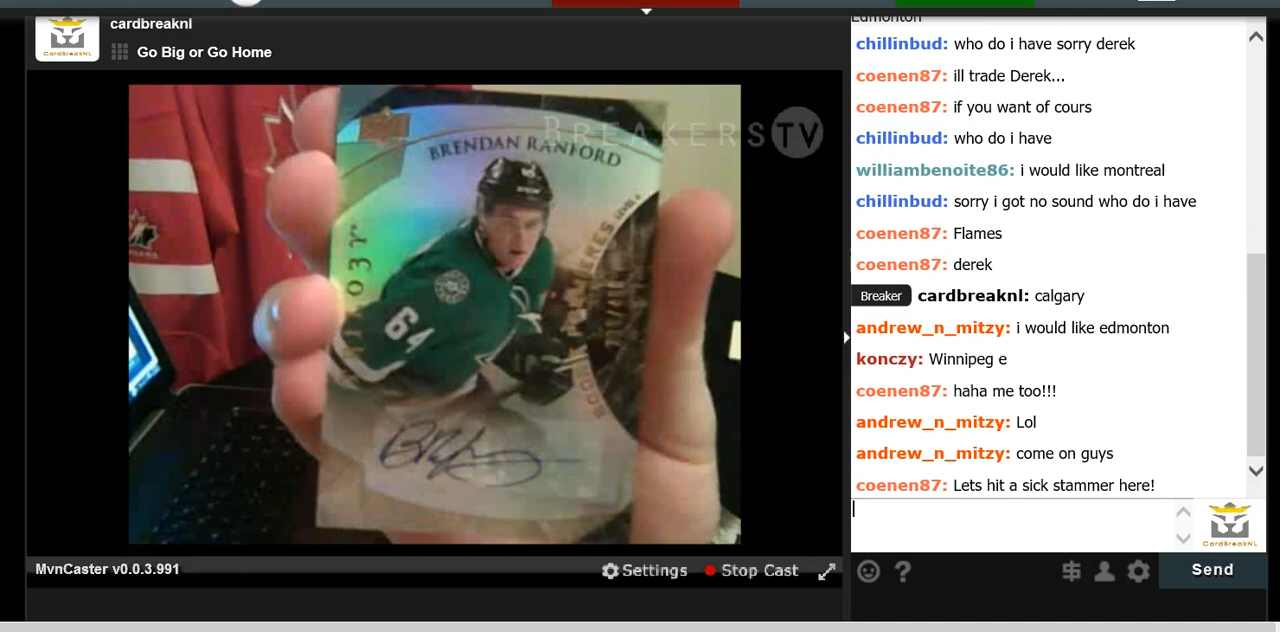 cardbreaknl
CardBreakNL
Go Big or Go Home
BREAKERS TV
BRENDAN RANFORD
64
MvnCaster v0.0.3.991
Settings
Stop Cast
Edmonton
chillinbud: who do i have sorry derek
coenen87: ill trade Derek...
coenen87: if you want of cours
chillinbud: who do i have
williambenoite86: i would like montreal
chillinbud: sorry i got no sound who do i have
coenen87: Flames
coenen87: derek
Breaker cardbreaknl: calgary
andrew_n_mitzy: i would like edmonton
konczy: Winnipeg e
coenen87: haha me too!!!
andrew_n_mitzy: Lol
andrew_n_mitzy: come on guys
coenen87: Lets hit a sick stammer here!
CardBreakNL
Send